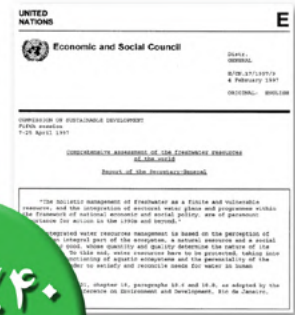 UNITED
NATIONS
E
Economic and Social Council
Distr.
GENERAL
E/CN.17/1997/9
4 February 1997
ORIGINAL: ENGLISH
COMMISSION ON SUSTAINABLE DEVELOPMENT
Fifth session
7-25 April 1997
Comprehensive assessment of the freshwater resources
of the world
Report of the Secretary-General
"The holistic management of freshwater as a finite and vulnerable
resource, and the integration of sectoral water plans and programmes within
the framework of national economic and social policy, are of paramount
importance for action in the 1990s and beyond."
integrated water resources management is based on the perception of
integral part of the ecosystem, a natural resource and a social
good, whose quantity and quality determine the nature of its
To this end, water resources have to be protected, taking into
functioning of aquatic ecosystems and the perenniality of the
order to satisfy and reconcile needs for water in human
21, chapter 18, paragraphs 18.6 and 18.8, as adopted by the
Conference on Environment and Development, Rio de Janeiro,
۷۴۰